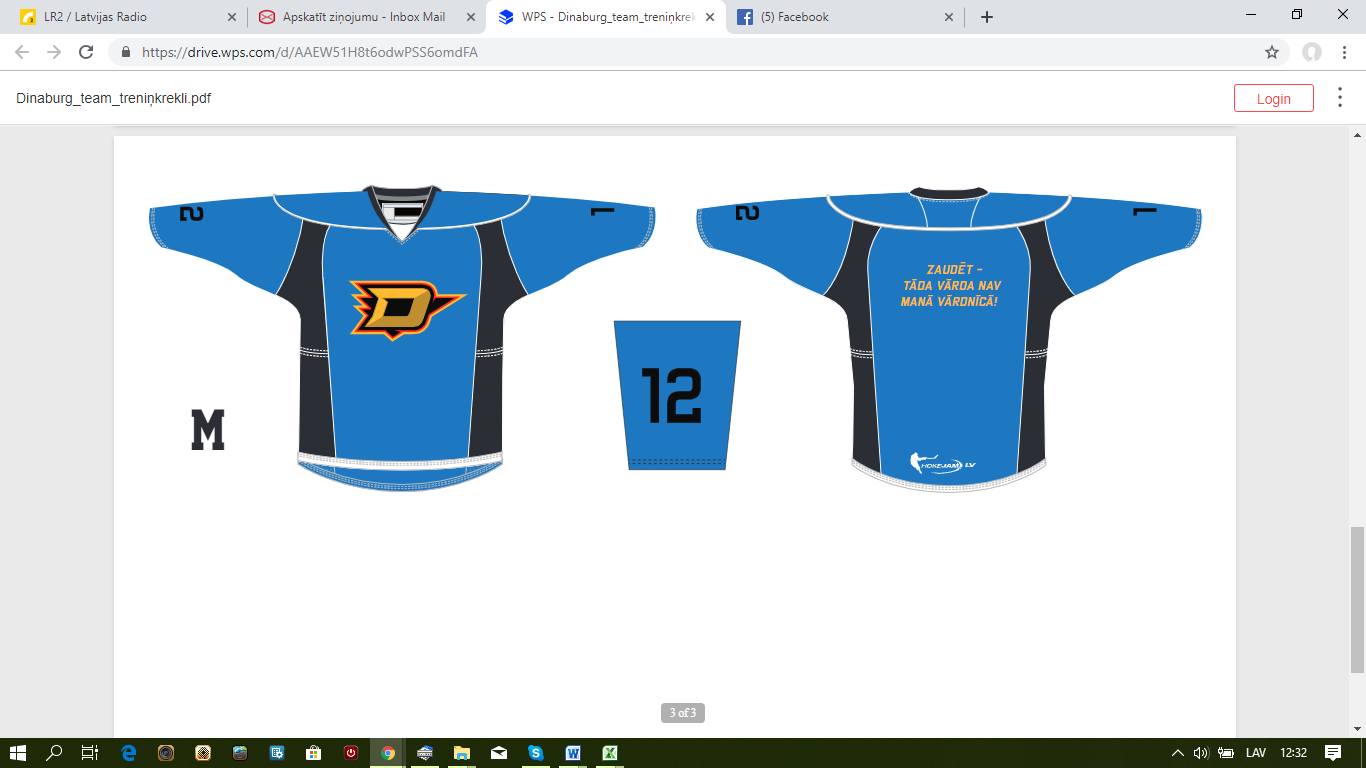 LR2 / Latvijas Radio
Apskatīt ziņojumu - Inbox Mail
WPS - Dinaburg_team_treniņkrek
(5) Facebook
https://drive.wps.com/d/AAEW51H8t6odwPSS6omdFA
Dinaburg_team_treniņkrekli.pdf
Login
2
1
2
1
D
ZAUDĒT -
TĀDA VĀRDA NAV
MANĀ VĀRDNĪCĀ!
12
M
HOKEJAM.LV
3 of 3
LAV
12:32